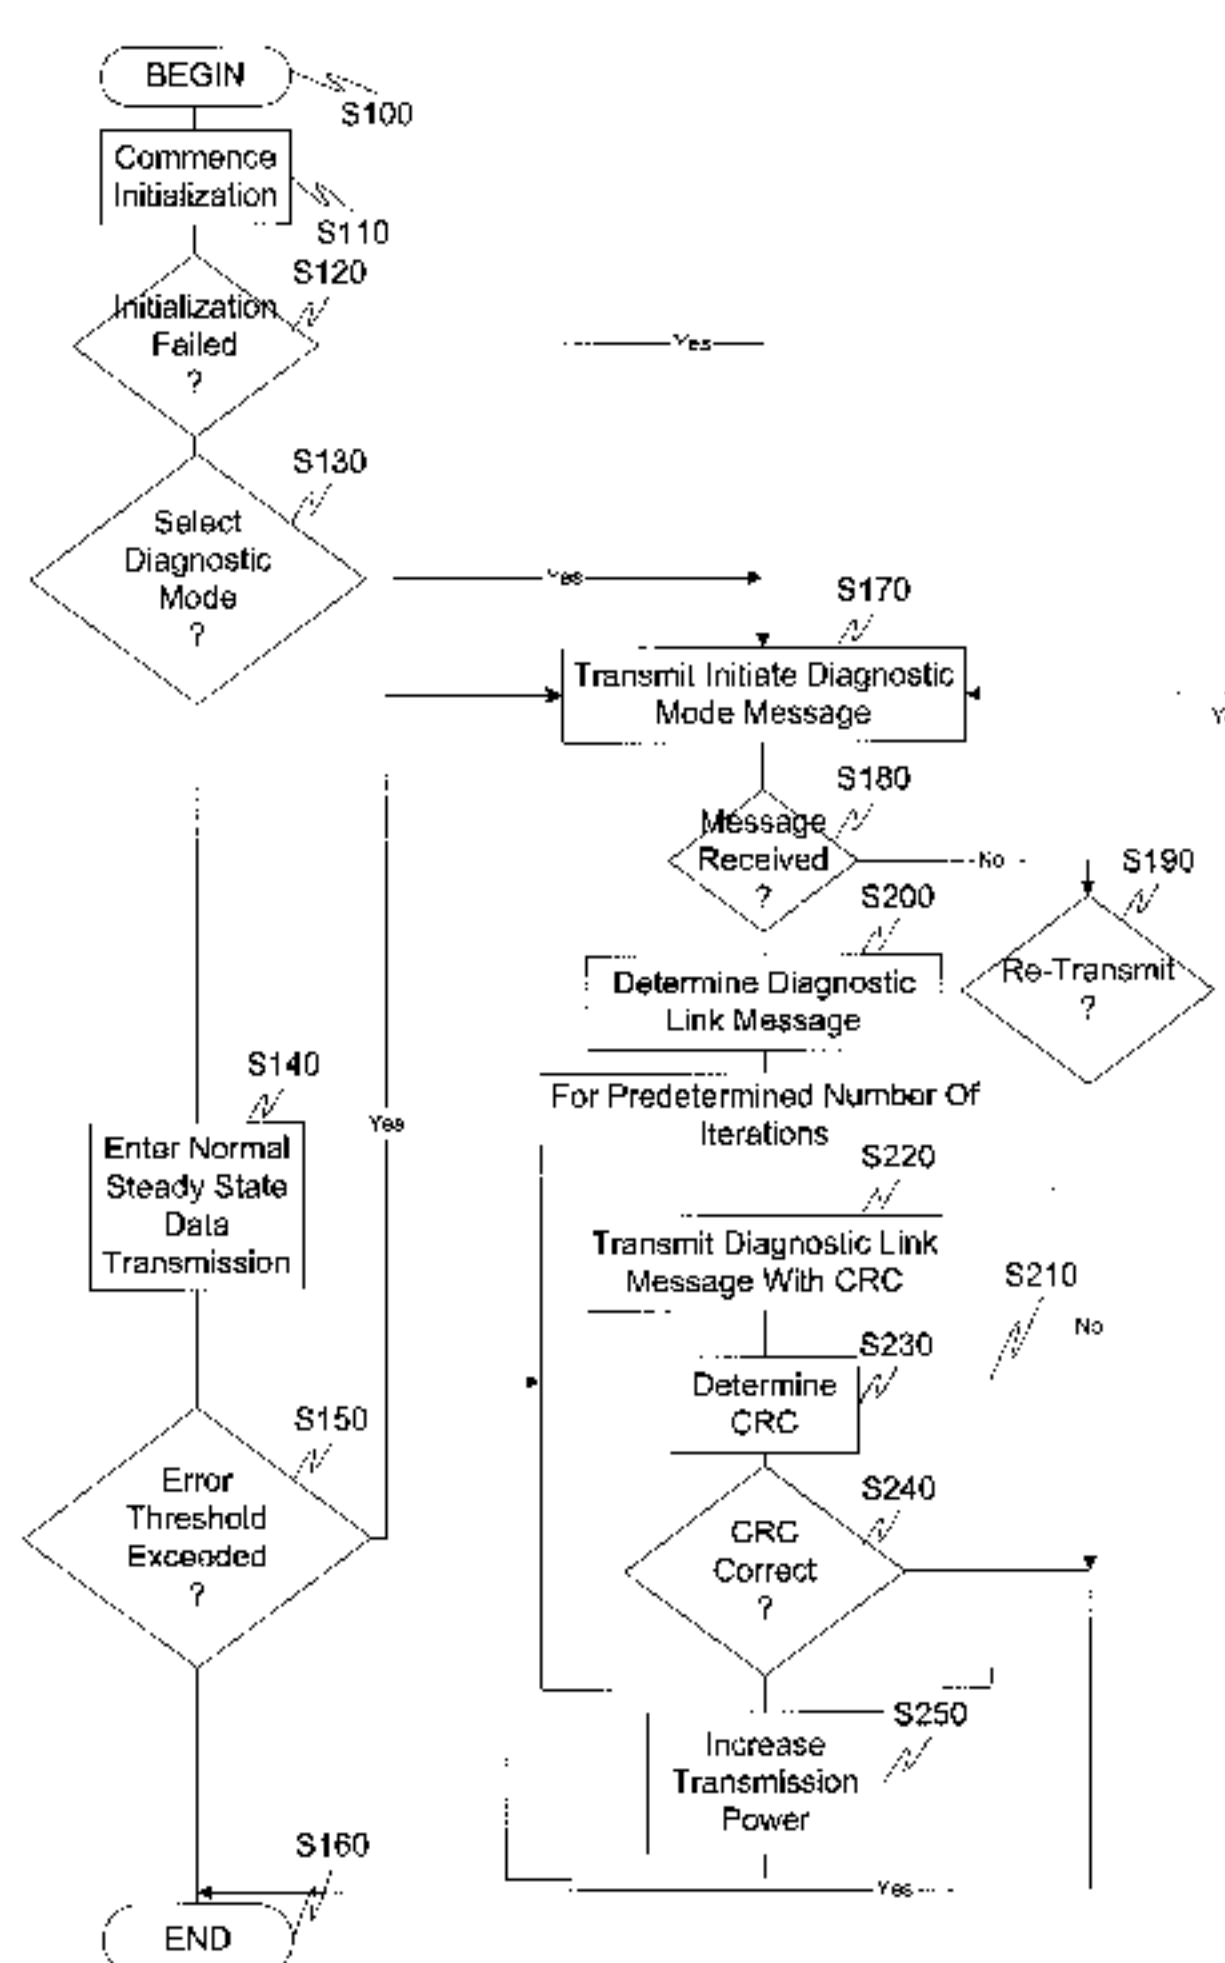 BEGIN
S100
Commence
Initialization
S110
S120
Initialization
Failed
?
Yes
S130
Select
Diagnostic
Mode
?
Yes
S170
Transmit Initiate Diagnostic
Mode Message
S180
Message
Received
?
No
S190
Re-Transmit
?
S200
Determine Diagnostic
Link Message
For Predetermined Number Of
Iterations
S140
Enter Normal
Steady State
Data
Transmission
Yes
S220
Transmit Diagnostic Link
Message With CRC
S210
No
S230
Determine
CRC
S150
Error
Threshold
Exceeded
?
S240
CRC
Correct
?
S250
Increase
Transmission
Power
Yes
S160
END